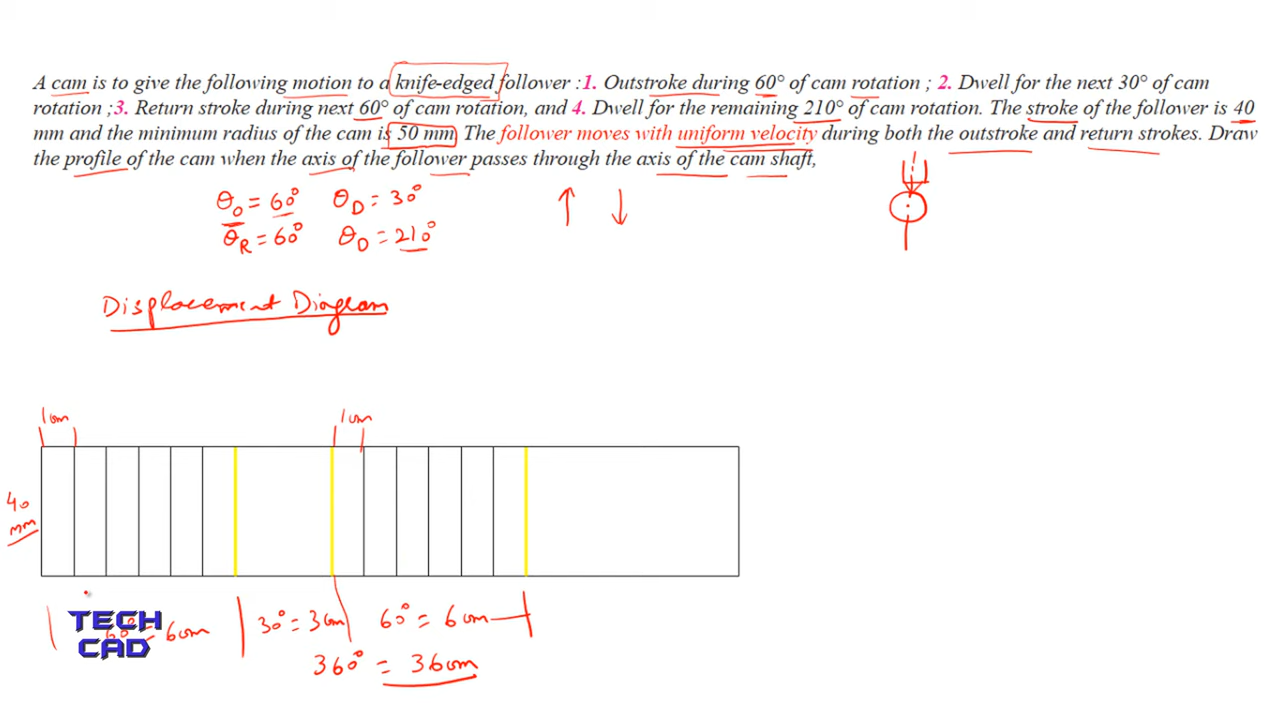 A cam is to give the following motion to a knife-edged follower :1. Outstroke during 60° of cam rotation ; 2. Dwell for the next 30° of cam
rotation ;3. Return stroke during next 60° of cam rotation, and 4. Dwell for the remaining 210° of cam rotation. The stroke of the follower is 40
mm and the minimum radius of the cam is 50 mm The follower moves with uniform velocity during both the outstroke and return strokes. Draw
the profile of the cam when the axis of the follower passes through the axis of the cam shaft,
θO = 60° θD = 30°
θR = 60° θD = 210°
Displacement Diagram
1cm 1cm
40
mm
60° = 6cm 30° = 3cm 60° = 6cm
TECH
CAD
360° = 36cm